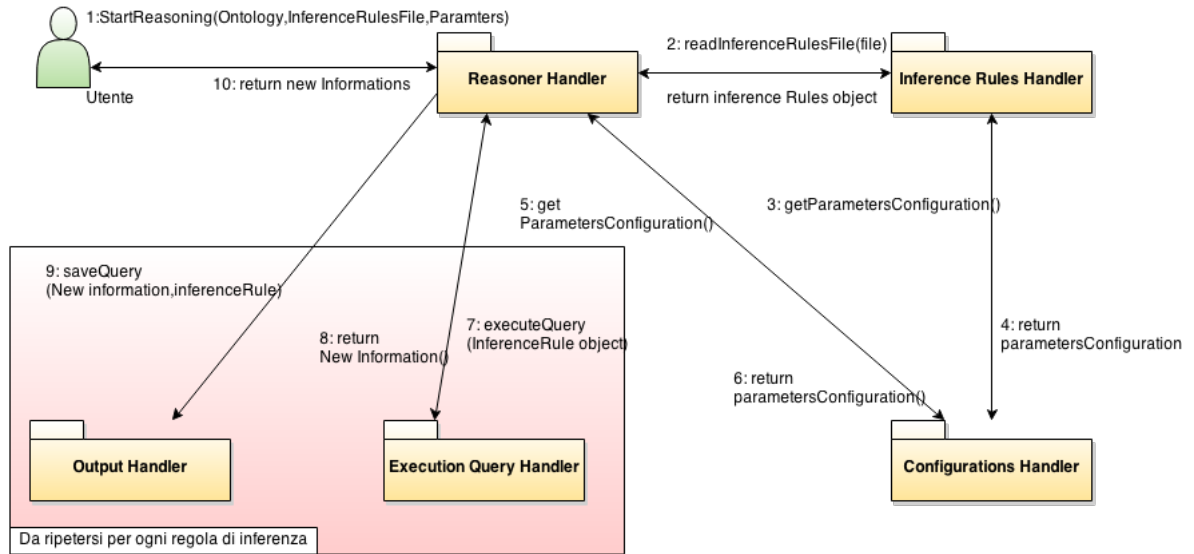 1:StartReasoning(Ontology,InferenceRulesFile,Paramters)
10: return new Informations
Utente
Reasoner Handler
2: readInferenceRulesFile(file)
return inference Rules object
Inference Rules Handler
5: get
ParametersConfiguration()
3: getParametersConfiguration()
9: saveQuery
(New information,inferenceRule)
8: return
New Information()
7: executeQuery
(InferenceRule object)
4: return
parametersConfiguration
6: return
parametersConfiguration()
Output Handler
Execution Query Handler
Configurations Handler
Da ripetersi per ogni regola di inferenza